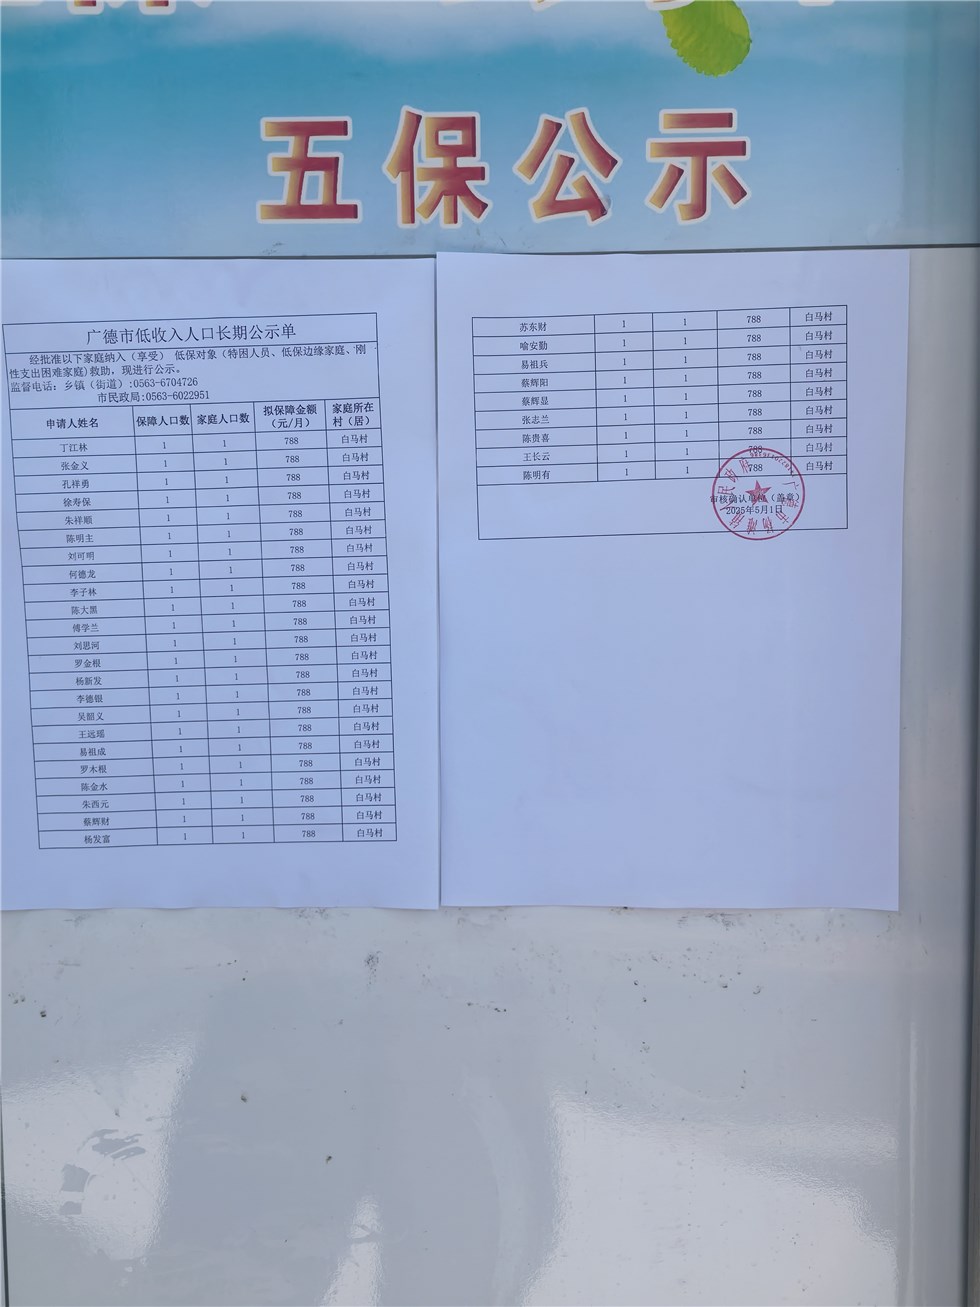 五保公示
广德市低收入人口长期公示单
经批准以下家庭纳入（享受） 低保对象（特困人员、低保边缘家庭、刚
性支出困难家庭)救助，现进行公示。
监督电话：乡镇（街道）:0563-6704726
市民政局:0563-6022951
申请人姓名 保障人口数 家庭人口数 拟保障金额（元/月） 家庭所在村（居）
丁江林 1 1 788 白马村
张金义 1 1 788 白马村
孔祥勇 1 1 788 白马村
徐寿保 1 1 788 白马村
朱祥顺 1 1 788 白马村
陈明主 1 1 788 白马村
刘可明 1 1 788 白马村
何德龙 1 1 788 白马村
李子林 1 1 788 白马村
陈大黑 1 1 788 白马村
傅学兰 1 1 788 白马村
刘思河 1 1 788 白马村
罗金根 1 1 788 白马村
杨新发 1 1 788 白马村
李德银 1 1 788 白马村
吴韶义 1 1 788 白马村
王远瑶 1 1 788 白马村
易祖成 1 1 788 白马村
罗木根 1 1 788 白马村
陈金水 1 1 788 白马村
朱西元 1 1 788 白马村
蔡辉财 1 1 788 白马村
杨发富 1 1 788 白马村
苏东财 1 1 788 白马村
喻安勤 1 1 788 白马村
易祖兵 1 1 788 白马村
蔡辉阳 1 1 788 白马村
蔡辉显 1 1 788 白马村
张志兰 1 1 788 白马村
陈贵喜 1 1 788 白马村
王长云 1 1 788 白马村
陈明有 1 1 788 白马村
审核确认单位（盖章）
2025年5月1日